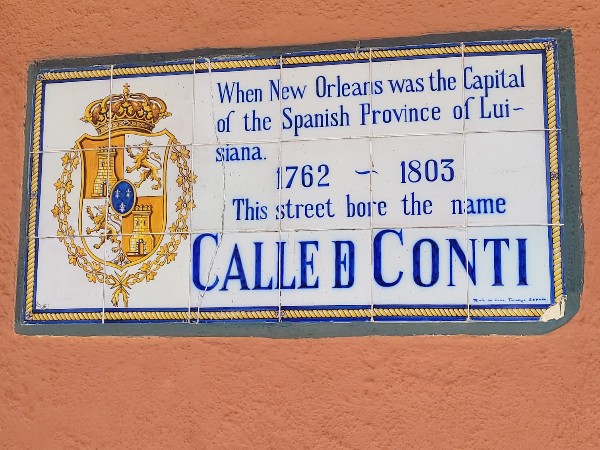 When New Orleans was the Capital
of the Spanish Province of Lui-
siana.
1762 - 1803
This street bore the name
CALLE D CONTI